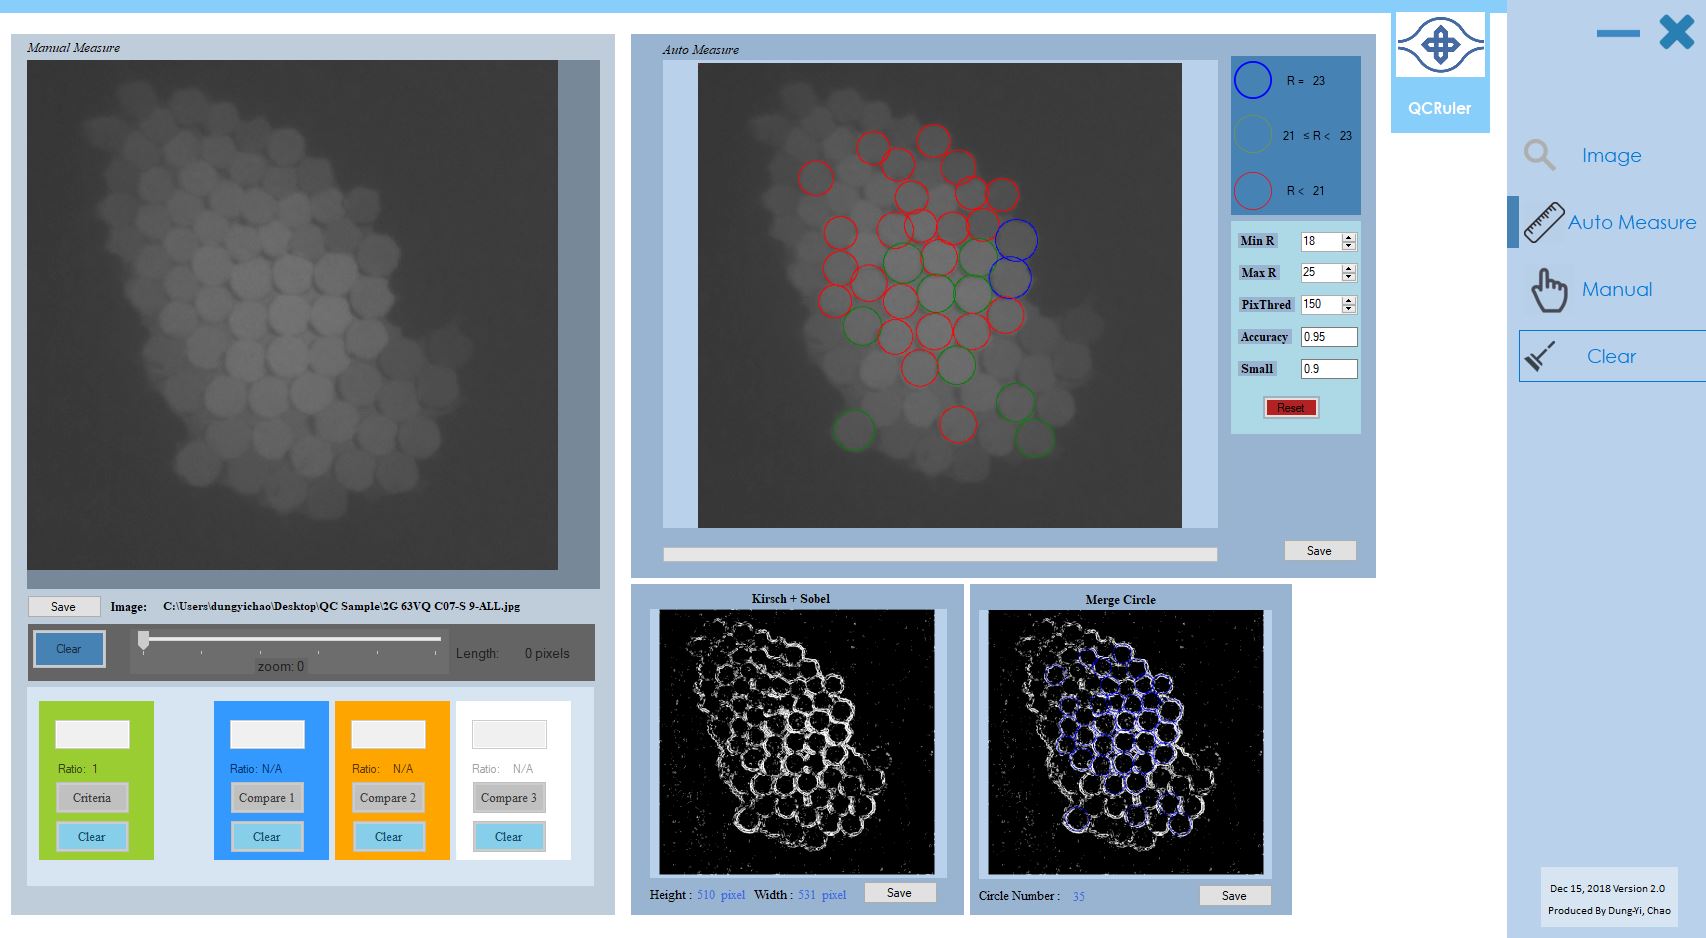 Manual Measure
Save
Image: C:\Users\dungyichao\Desktop\QC Sample\2G 63VQ C07-S 9-ALL.jpg
Clear
zoom: 0
Length: 0 pixels
Ratio: 1
Criteria
Clear
Ratio: N/A
Compare 1
Clear
Ratio: N/A
Compare 2
Clear
Ratio: N/A
Compare 3
Clear
Auto Measure
R = 23
21 ≤ R < 23
R < 21
Min R 18
Max R 25
PixThred 150
Accuracy 0.95
Small 0.9
Reset
Save
Kirsch + Sobel
Height : 510 pixel Width : 531 pixel
Save
Merge Circle
Circle Number : 35
Save
QCRuler
Image
Auto Measure
Manual
Clear
Dec 15, 2018 Version 2.0
Produced By Dung-Yi, Chao